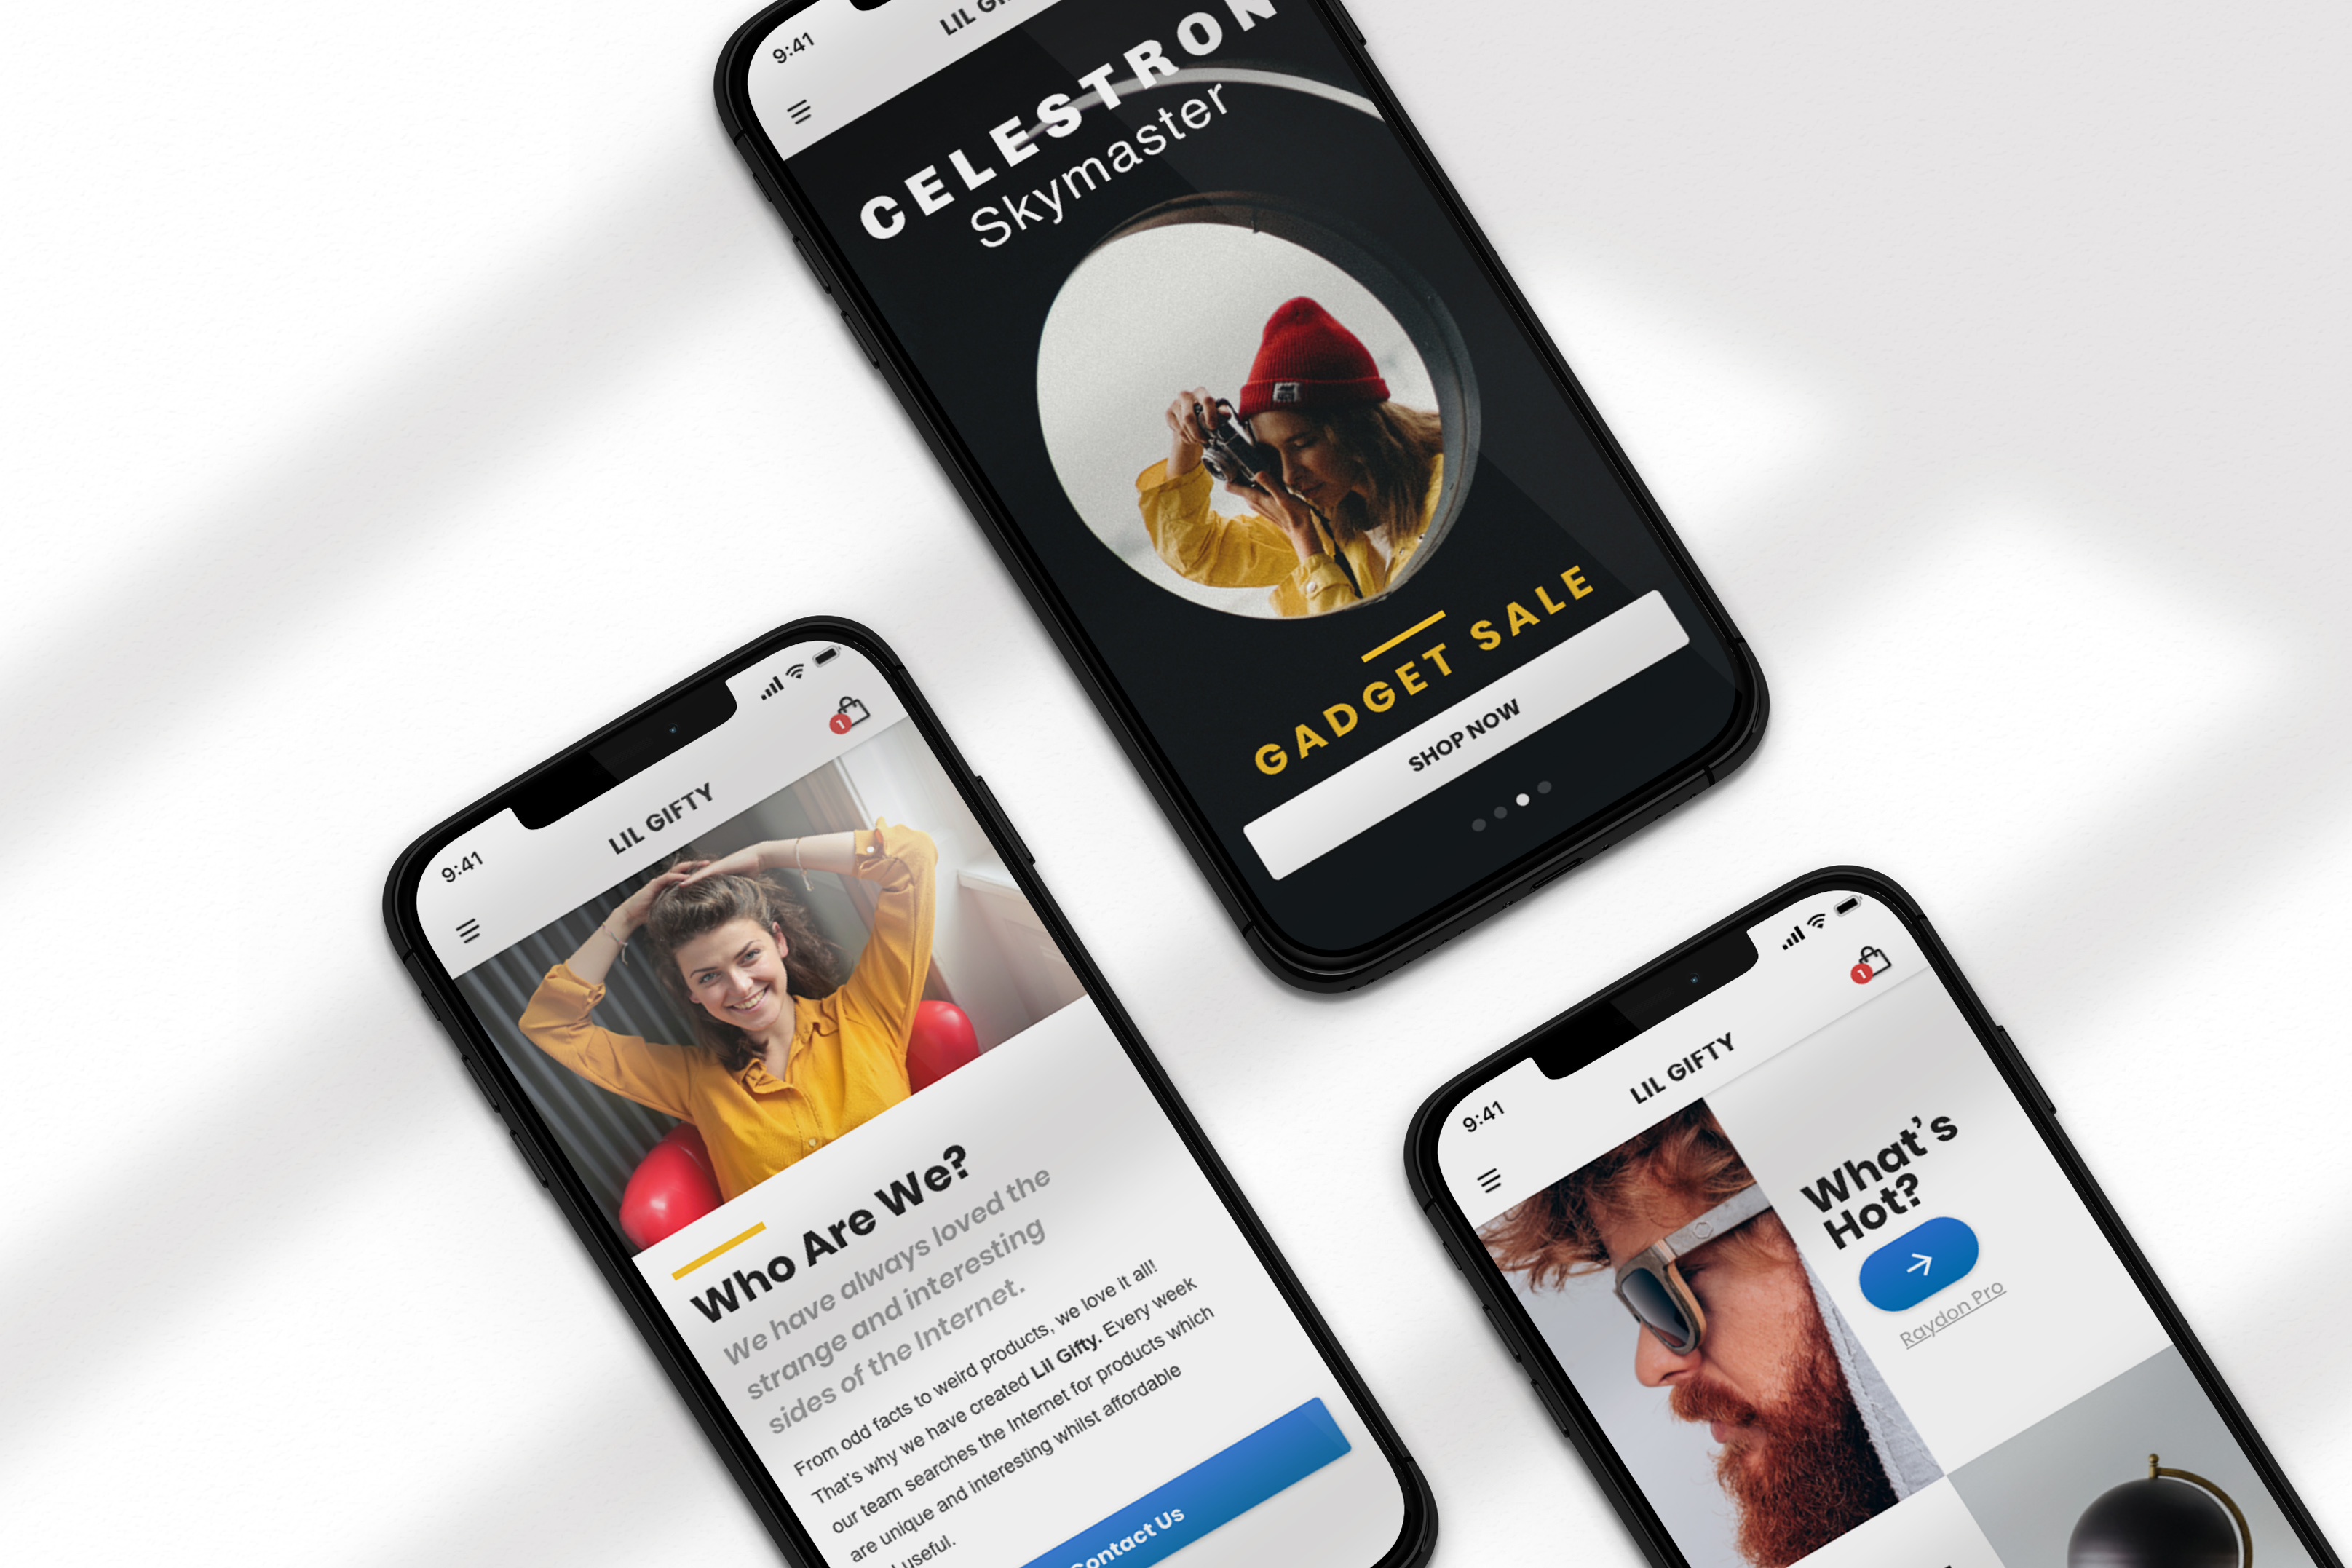 9:41
CELESTRON
Skymaster
GADGET SALE
SHOP NOW
9:41
1
LIL GIFTY
Who Are We?
We have always loved the
strange and interesting
sides of the Internet.
From odd facts to weird products, we love it all!
That's why we have created Lil Gifty. Every week
our team searches the Internet for products which
are unique and interesting whilst affordable
useful.
Contact Us
9:41
1
LIL GIFTY
What's
Hot?
Raydon Pro